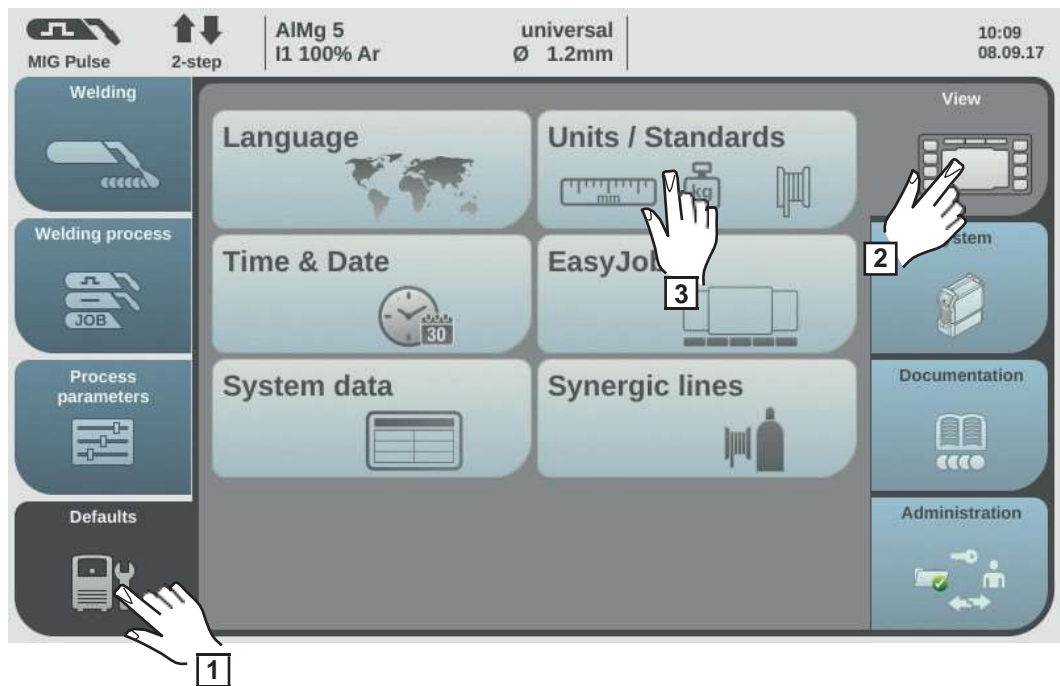 MIG Pulse
2-step
AlMg 5
I1 100% Ar
universal
Ø 1.2mm
10:09
08.09.17
Welding
Welding process
JOB
Process
parameters
Defaults
Language
Units / Standards
mm
kg
Time & Date
30
EasyJob
System data
Synergic lines
View
System
Documentation
Administration
1
2
3